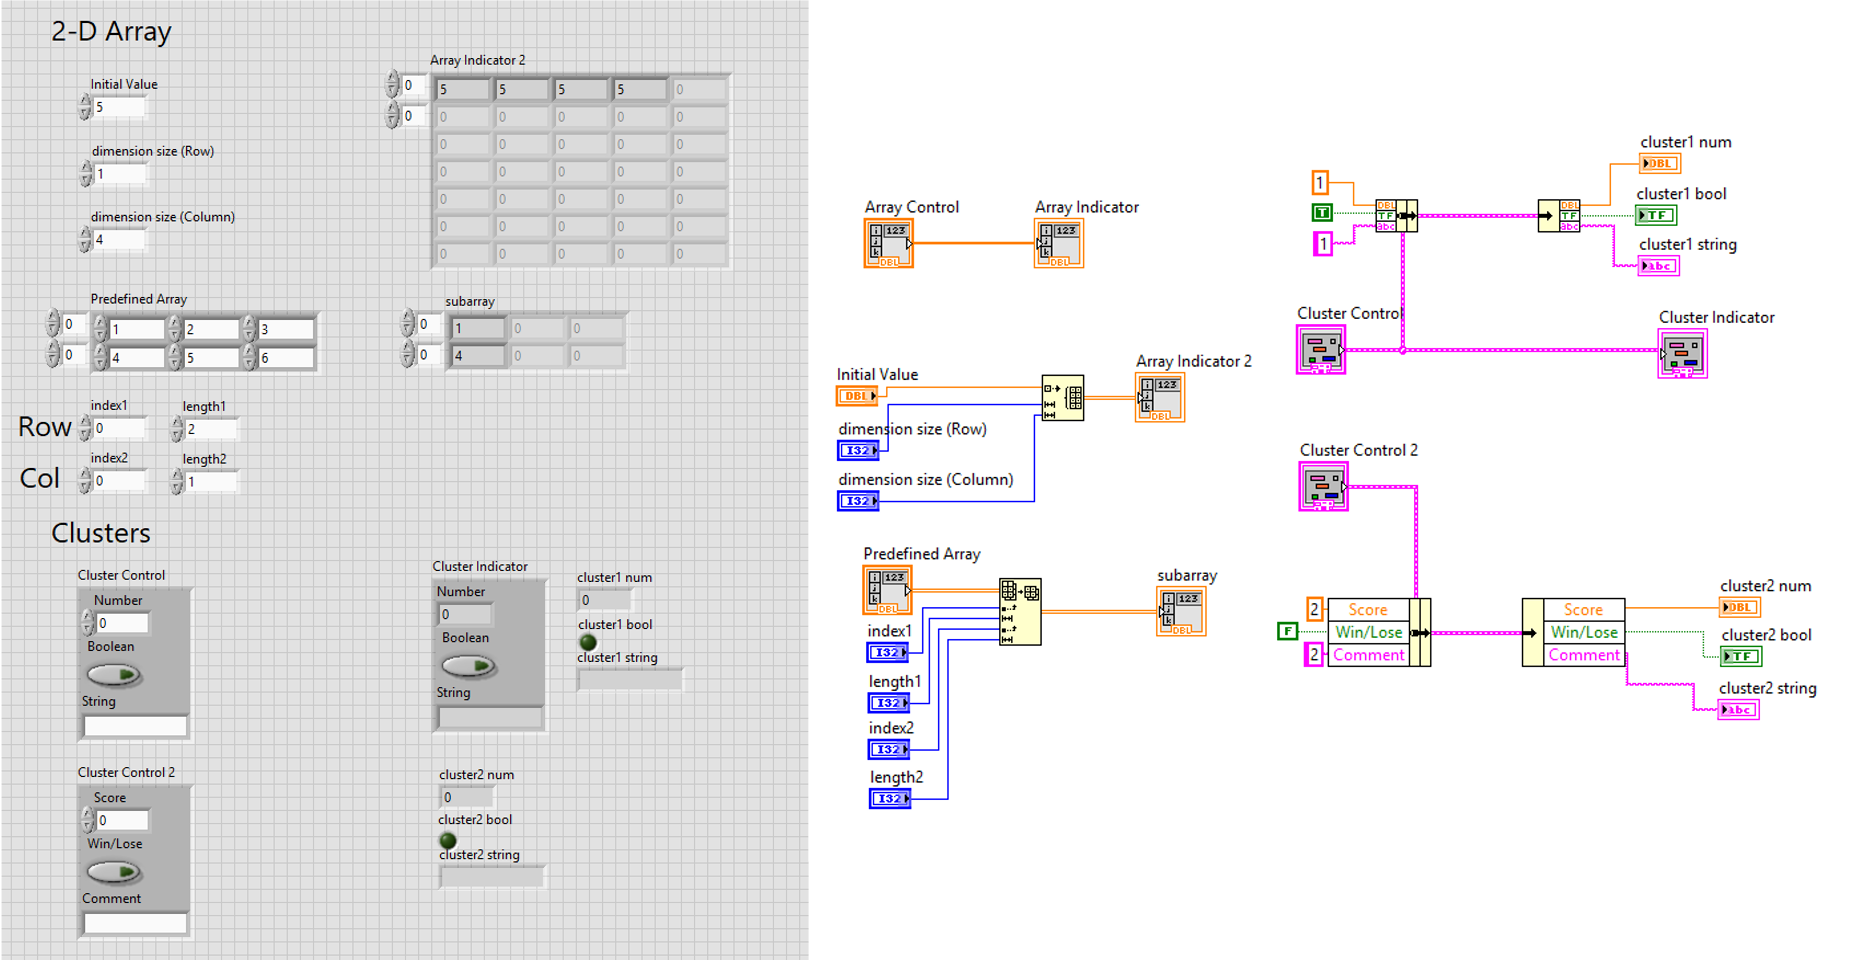 2-D Array
Initial Value
5
dimension size (Row)
1
dimension size (Column)
4
Array Indicator 2
0 5 5 5 5 0
0 0 0 0 0 0
0 0 0 0 0
0 0 0 0 0
0 0 0 0 0
0 0 0 0 0
0 0 0 0 0
Predefined Array
0 1 2 3
0 4 5 6
subarray
0 1 0 0
0 4 0 0
index1 length1
Row 0 2
index2 length2
Col 0 1
Clusters
Cluster Control
Number
0
Boolean
String
Cluster Indicator
Number
0
Boolean
String
cluster1 num
0
cluster1 bool
cluster1 string
Cluster Control 2
Score
0
Win/Lose
Comment
cluster2 num
0
cluster2 bool
cluster2 string
Array Control
123
DBL
Array Indicator
123
DBL
Initial Value
DBL
dimension size (Row)
I32
dimension size (Column)
I32
Array Indicator 2
123
DBL
Predefined Array
123
DBL
index1
I32
length1
I32
index2
I32
length2
I32
subarray
123
DBL
1
T
1
DBL
TF
abc
DBL
TF
abc
cluster1 num
DBL
cluster1 bool
TF
cluster1 string
abc
Cluster Control
Cluster Indicator
Cluster Control 2
2 Score
F Win/Lose
2 Comment
Score
Win/Lose
Comment
cluster2 num
DBL
cluster2 bool
TF
cluster2 string
abc